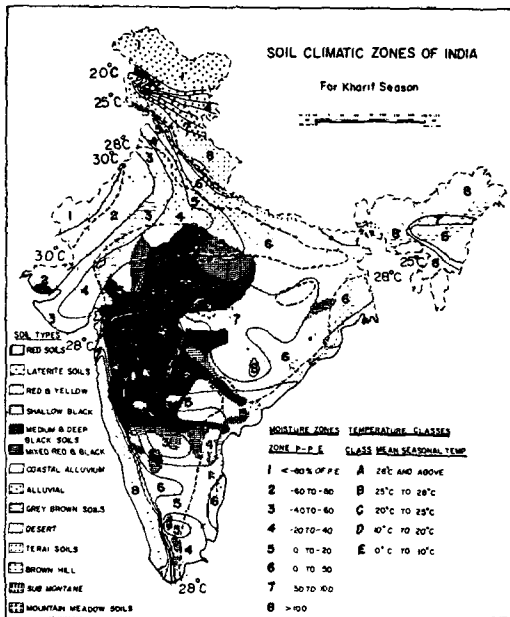 SOIL CLIMATIC ZONES OF INDIA
For Kharif Season
20°C
25°C
28°C
30°C
30°C
28°C
28°C
25°C
28°C
SOIL TYPES
RED SOILS
LATERITE SOILS
RED & YELLOW
SHALLOW BLACK
MEDIUM & DEEP
BLACK SOILS
MIXED RED & BLACK
COASTAL ALLUVIUM
ALLUVIAL
GREY BROWN SOILS
DESERT
TERAI SOILS
BROWN HILL
SUB MONTANE
MOUNTAIN MEADOW SOILS
MOISTURE ZONES TEMPERATURE CLASSES
ZONE P-PE CLASS MEAN SEASONAL TEMP
1 <-80% OF P.E A 28°C AND ABOVE
2 -60 TO -80 B 25°C TO 28°C
3 -40 TO -60 C 20°C TO 25°C
4 -20 TO -40 D 10°C TO 20°C
5 0 TO -20 E 0°C TO 10°C
6 0 TO 50
7 50 TO 100
8 >100